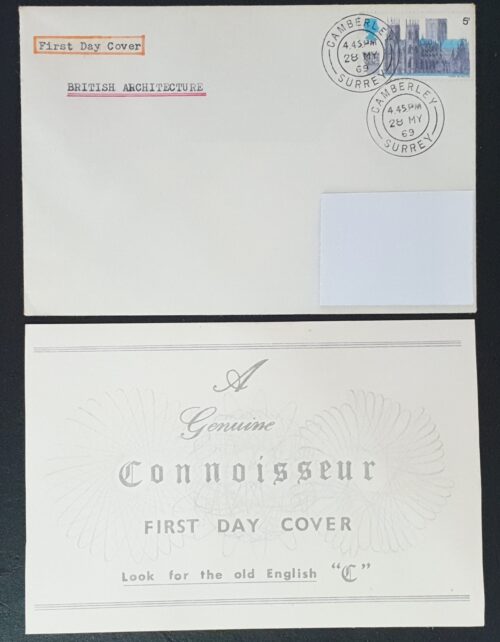 First Day Cover
BRITISH ARCHITECTURE
CAMBERLEY
4.45PM
28 MY
69
SURREY
5ᴰ
CAMBERLEY
4.45PM
28 MY
69
SURREY
A
Genuine
Connoisseur
FIRST DAY COVER
Look for the old English "C"